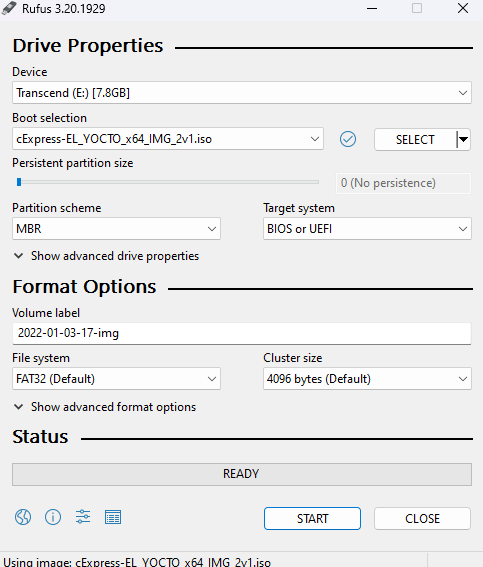 Rufus 3.20.1929
Drive Properties
Device
Transcend (E:) [7.8GB]
Boot selection
cExpress-EL_YOCTO_x64_IMG_2v1.iso
SELECT
Persistent partition size
0 (No persistence)
Partition scheme
Target system
MBR
BIOS or UEFI
Show advanced drive properties
Format Options
Volume label
2022-01-03-17-img
File system
Cluster size
FAT32 (Default)
4096 bytes (Default)
Show advanced format options
Status
READY
START
CLOSE
Using image: cExpress-EL_YOCTO_x64_IMG_2v1.iso